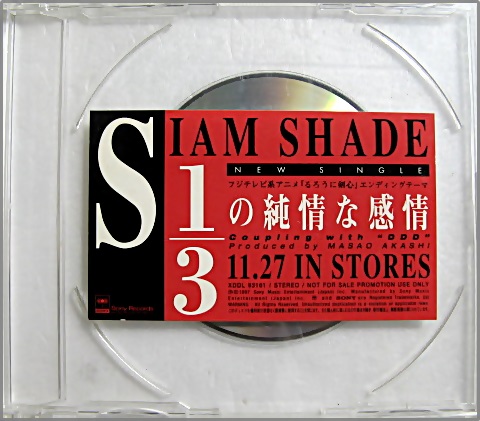 SIAM SHADE
NEW SINGLE
フジテレビ系アニメ「るろうに剣心」エンディングテーマ
1/3の純情な感情
Coupling with "DDD"
Produced by MASAO AKASHI
11.27 IN STORES
XDDL 93191 / STEREO / NOT FOR SALE PROMOTION USE ONLY
Sony Records